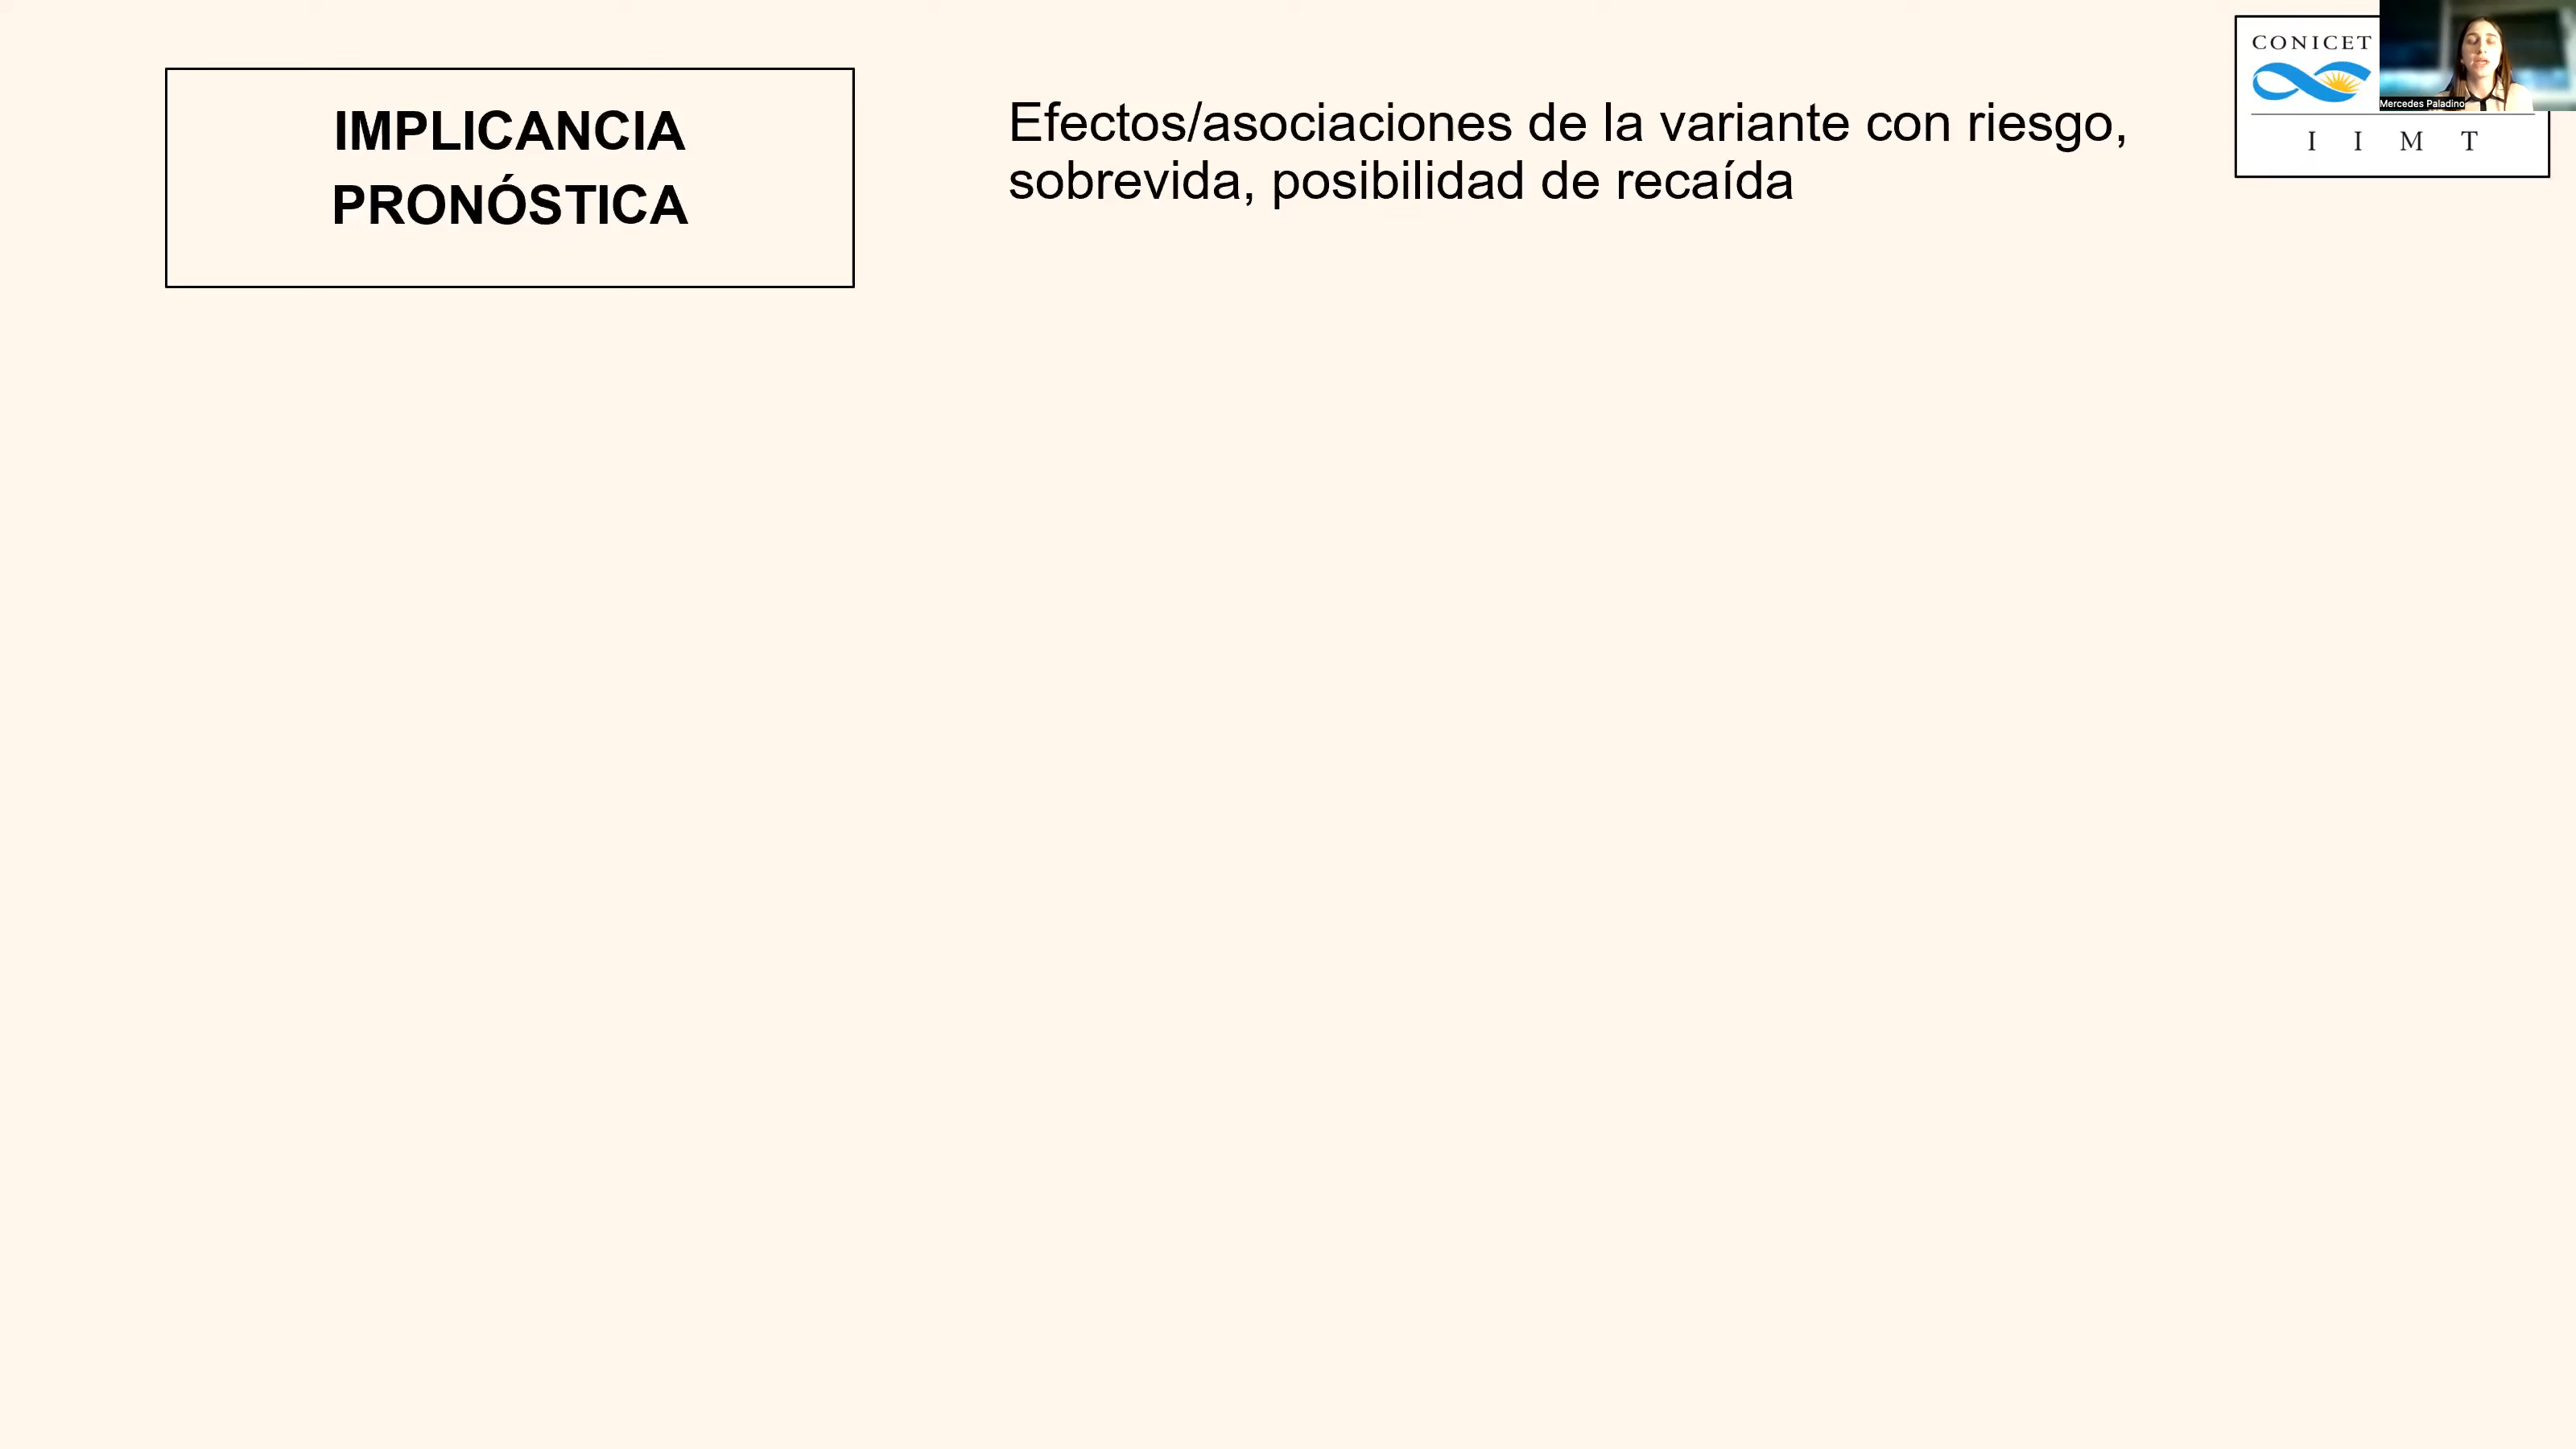 IMPLICANCIA
PRONÓSTICA
Efectos/asociaciones de la variante con riesgo,
sobrevida, posibilidad de recaída
CONICET
I I M T
Mercedes Paladino